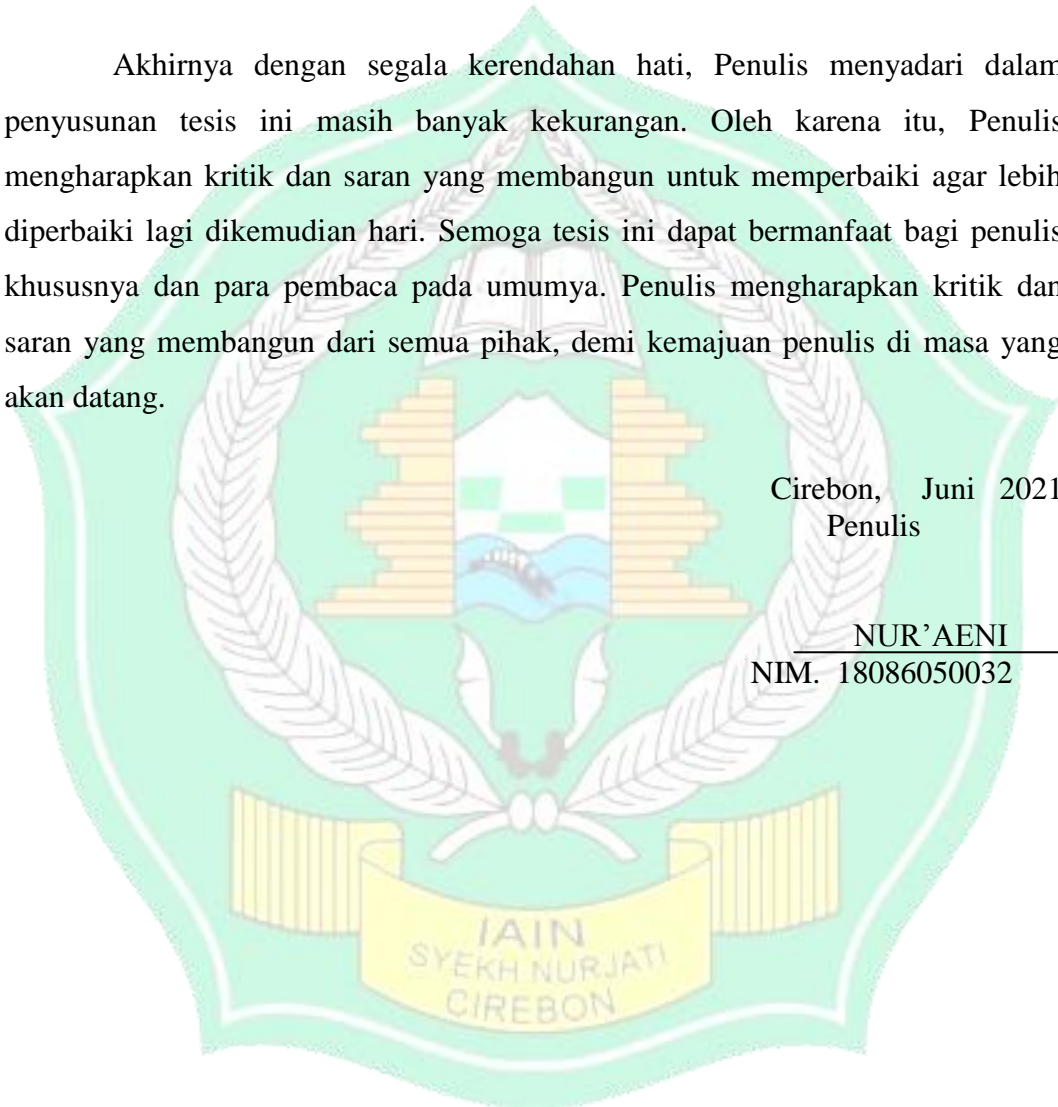 Akhirnya dengan segala kerendahan hati, Penulis menyadari dalam
penyusunan tesis ini masih banyak kekurangan. Oleh karena itu, Penulis
mengharapkan kritik dan saran yang membangun untuk memperbaiki agar lebih
diperbaiki lagi dikemudian hari. Semoga tesis ini dapat bermanfaat bagi penulis
khususnya dan para pembaca pada umumya. Penulis mengharapkan kritik dan
saran yang membangun dari semua pihak, demi kemajuan penulis di masa yang
akan datang.
Cirebon, Juni 2021
Penulis
NUR’AENI
NIM. 18086050032
IAIN
SYEKH NURJATI
CIREBON